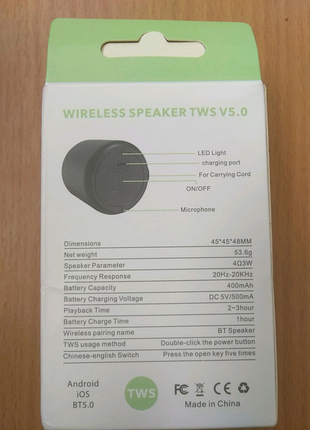 WIRELESS SPEAKER TWS V5.0
LED Light
charging port
For Carrying Cord
ON/OFF
Microphone
Dimensions 45*45*48MM
Net weight 53.6g
Speaker Parameter 4Ω3W
Frequency Response 20Hz-20KHz
Battery Capacity 400mAh
Battery Charging Voltage DC 5V/500mA
Playback Time 2~3hour
Battery Charge Time 1hour
Wireless pairing name BT Speaker
TWS usage method Double-click the power button
Chinese-english Switch Press the open key five times
Android
iOS
BT5.0
TWS
FC CE
Made in China